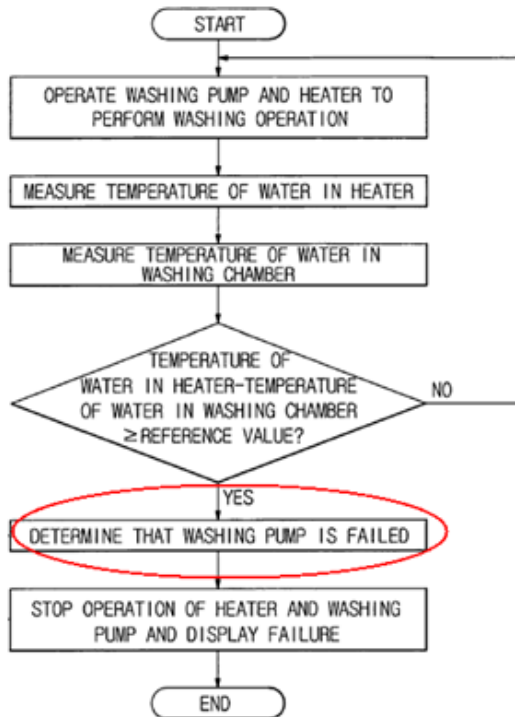 START
OPERATE WASHING PUMP AND HEATER TO
PERFORM WASHING OPERATION
MEASURE TEMPERATURE OF WATER IN HEATER
MEASURE TEMPERATURE OF WATER IN
WASHING CHAMBER
TEMPERATURE OF
WATER IN HEATER-TEMPERATURE
OF WATER IN WASHING CHAMBER
≥REFERENCE VALUE?
NO
YES
DETERMINE THAT WASHING PUMP IS FAILED
STOP OPERATION OF HEATER AND WASHING
PUMP AND DISPLAY FAILURE
END